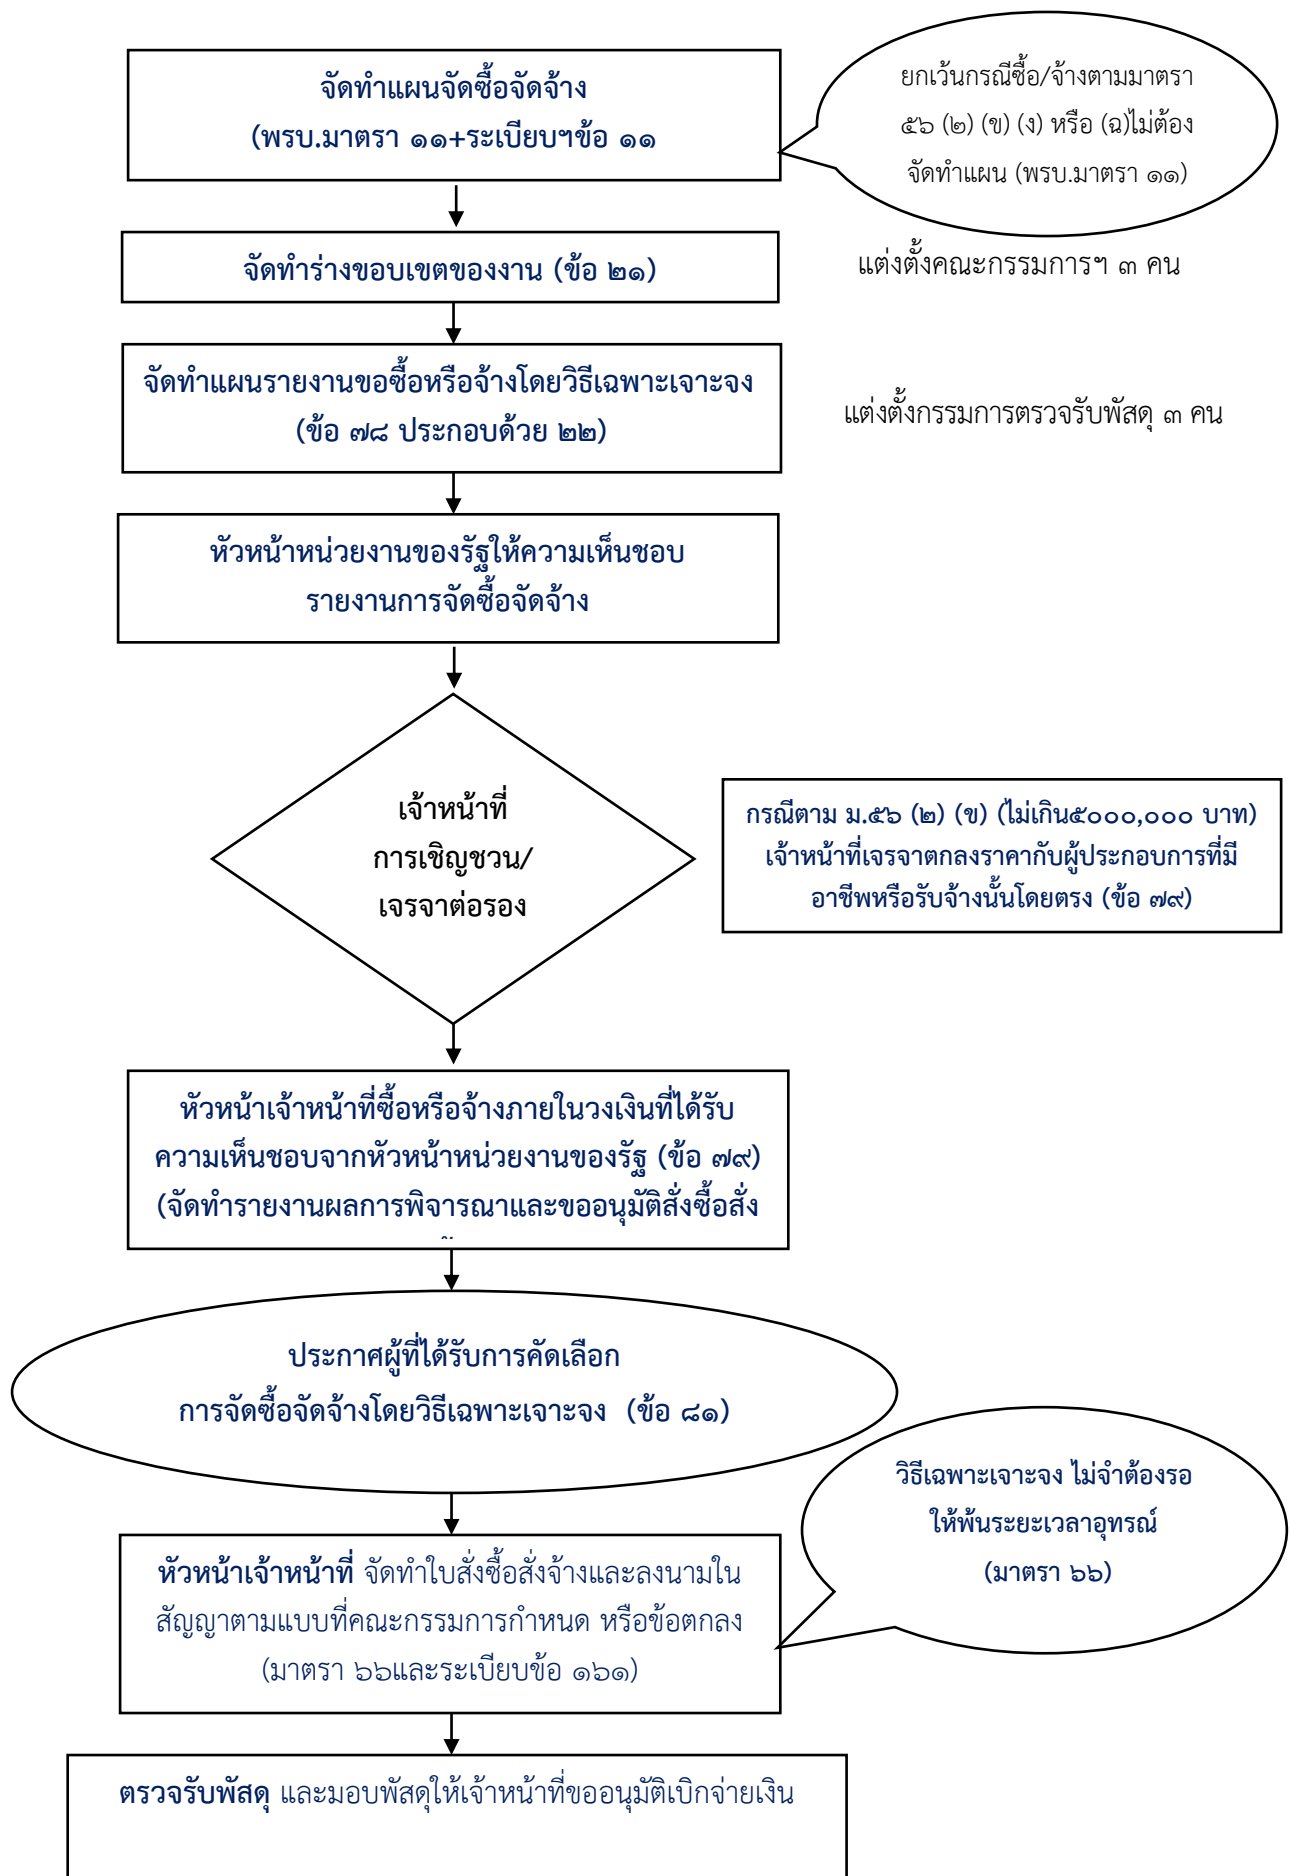 จัดทำแผนจัดซื้อจัดจ้าง
(พรบ.มาตรา ๑๑+ระเบียบฯข้อ ๑๑
ยกเว้นกรณีซื้อ/จ้างตามมาตรา
๕๖ (๒) (ข) (ง) หรือ (ฉ)ไม่ต้อง
จัดทำแผน (พรบ.มาตรา ๑๑)
จัดทำร่างขอบเขตของงาน (ข้อ ๒๑)
แต่งตั้งคณะกรรมการฯ ๓ คน
จัดทำแผนรายงานขอซื้อหรือจ้างโดยวิธีเฉพาะเจาะจง
(ข้อ ๗๘ ประกอบด้วย ๒๒)
แต่งตั้งกรรมการตรวจรับพัสดุ ๓ คน
หัวหน้าหน่วยงานของรัฐให้ความเห็นชอบ
รายงานการจัดซื้อจัดจ้าง
เจ้าหน้าที่
การเชิญชวน/
เจรจาต่อรอง
กรณีตาม ม.๕๖ (๒) (ข) (ไม่เกิน๕๐๐๐,๐๐๐ บาท)
เจ้าหน้าที่เจรจาตกลงราคากับผู้ประกอบการที่มี
อาชีพหรือรับจ้างนั้นโดยตรง (ข้อ ๗๙)
หัวหน้าเจ้าหน้าที่ซื้อหรือจ้างภายในวงเงินที่ได้รับ
ความเห็นชอบจากหัวหน้าหน่วยงานของรัฐ (ข้อ ๗๙)
(จัดทำรายงานผลการพิจารณาและขออนุมัติสั่งซื้อสั่ง
ประกาศผู้ที่ได้รับการคัดเลือก
การจัดซื้อจัดจ้างโดยวิธีเฉพาะเจาะจง (ข้อ ๘๑)
วิธีเฉพาะเจาะจง ไม่จำต้องรอ
ให้พ้นระยะเวลาอุทรณ์
(มาตรา ๖๖)
หัวหน้าเจ้าหน้าที่ จัดทำใบสั่งซื้อสั่งจ้างและลงนามใน
สัญญาตามแบบที่คณะกรรมการกำหนด หรือข้อตกลง
(มาตรา ๖๖และระเบียบข้อ ๑๖๑)
ตรวจรับพัสดุ และมอบพัสดุให้เจ้าหน้าที่ขออนุมัติเบิกจ่ายเงิน